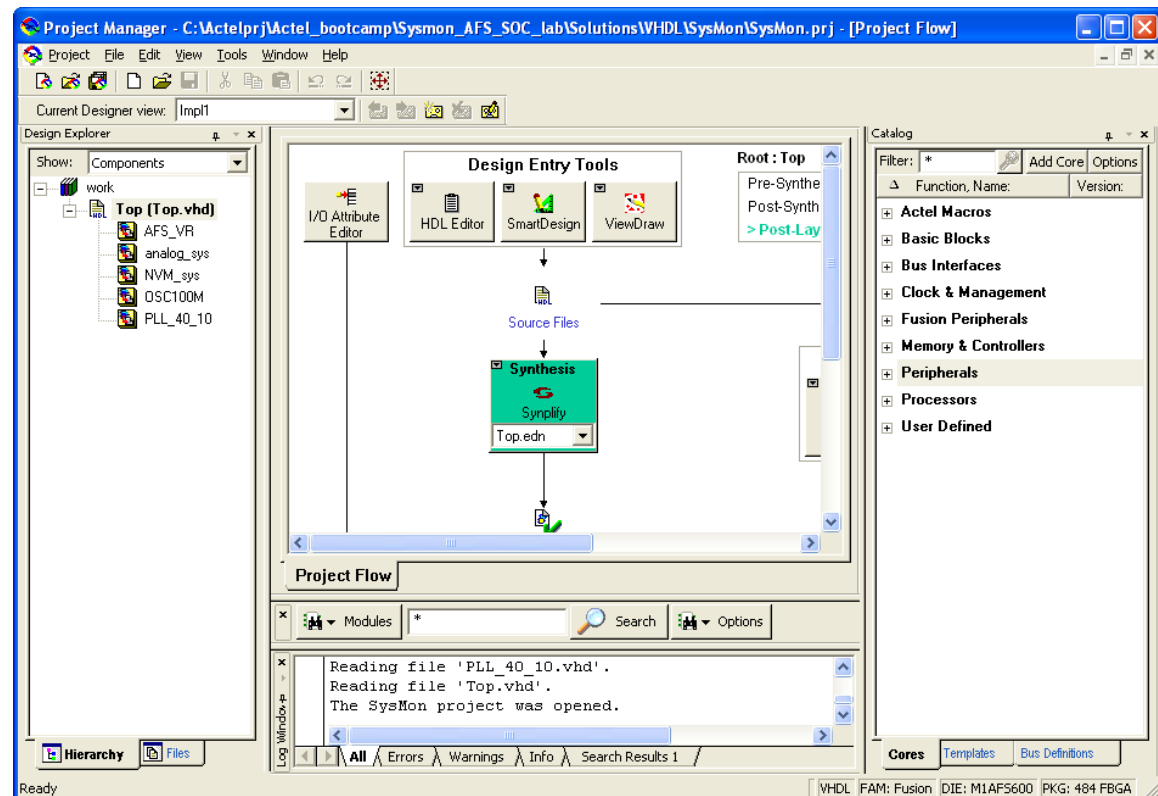 Project Manager - C:\Actelprj\Actel_bootcamp\Sysmon_AFS_SOC_lab\Solutions\VHDL\SysMon\SysMon.prj - [Project Flow]
Project File Edit View Tools Window Help
Current Designer view: Impl1
Design Explorer
Show: Components
work
Top (Top.vhd)
AFS_VR
analog_sys
NVM_sys
OSC100M
PLL_40_10
Hierarchy
Files
Design Entry Tools
I/O Attribute
Editor
HDL Editor
SmartDesign
ViewDraw
Root : Top
Pre-Synthe
Post-Synth
> Post-Lay
HDL
Source Files
Synthesis
Synplify
Top.edn
Project Flow
Modules
*
Search
Options
Log Window
Reading file 'PLL_40_10.vhd'.
Reading file 'Top.vhd'.
The SysMon project was opened.
All Errors Warnings Info Search Results 1
Catalog
Filter: * Add Core Options
Function, Name: Version:
Actel Macros
Basic Blocks
Bus Interfaces
Clock & Management
Fusion Peripherals
Memory & Controllers
Peripherals
Processors
User Defined
Cores Templates Bus Definitions
Ready
VHDL FAM: Fusion DIE: M1AFS600 PKG: 484 FBGA